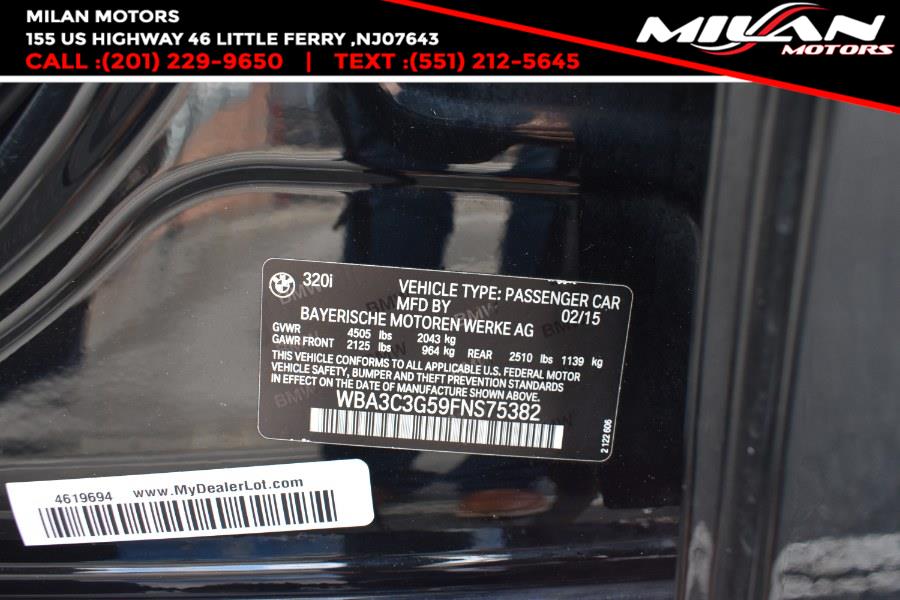 MILAN MOTORS
155 US HIGHWAY 46 LITTLE FERRY ,NJ07643
CALL :(201) 229-9650 | TEXT :(551) 212-5645
MILAN
MOTORS
BMW 320i VEHICLE TYPE: PASSENGER CAR
MFD BY 02/15
BAYERISCHE MOTOREN WERKE AG
GVWR 4505 lbs 2043 kg
GAWR FRONT 2125 lbs 964 kg REAR 2510 lbs 1139 kg
THIS VEHICLE CONFORMS TO ALL APPLICABLE U.S. FEDERAL MOTOR
VEHICLE SAFETY, BUMPER AND THEFT PREVENTION STANDARDS
IN EFFECT ON THE DATE OF MANUFACTURE SHOWN ABOVE.
WBA3C3G59FNS75382
2 122 606
4619694 www.MyDealerLot.com